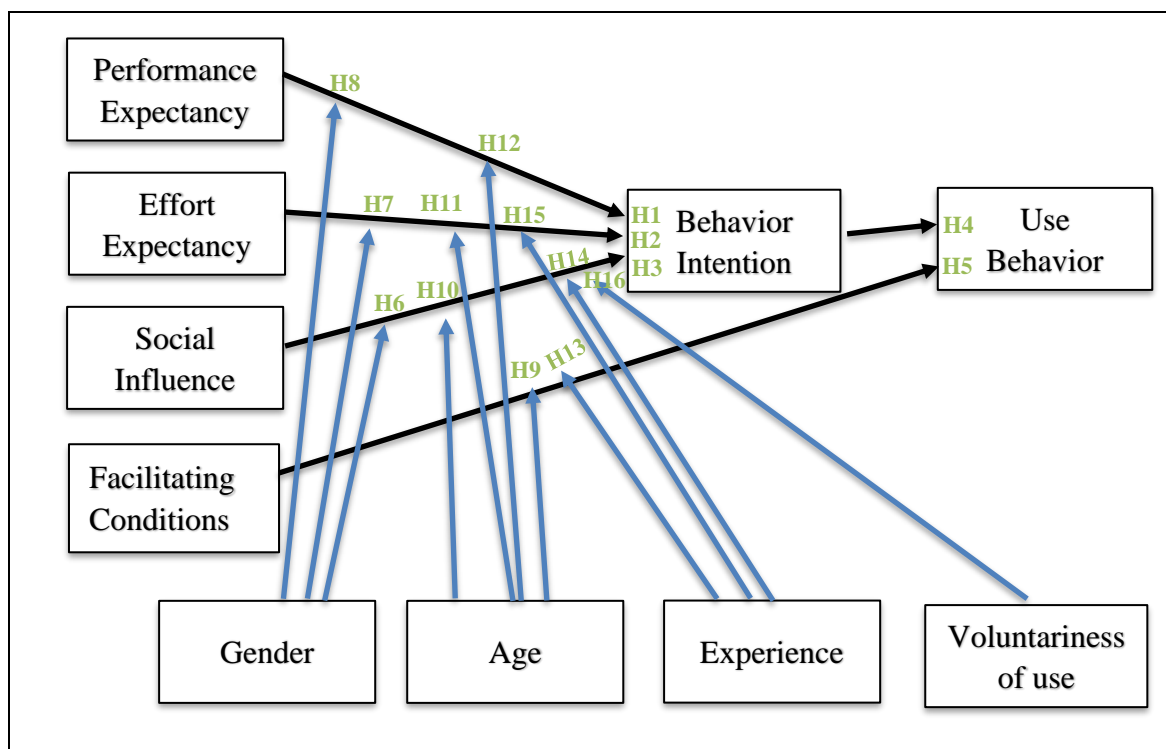 Performance
Expectancy
H8
H12
Effort
Expectancy
H7
H11
H15
H1
H2
H3
Behavior
Intention
H4
H5
Use
Behavior
H14
H16
H10
H6
Social
Influence
H13
H9
Facilitating
Conditions
Gender
Age
Experience
Voluntariness
of use